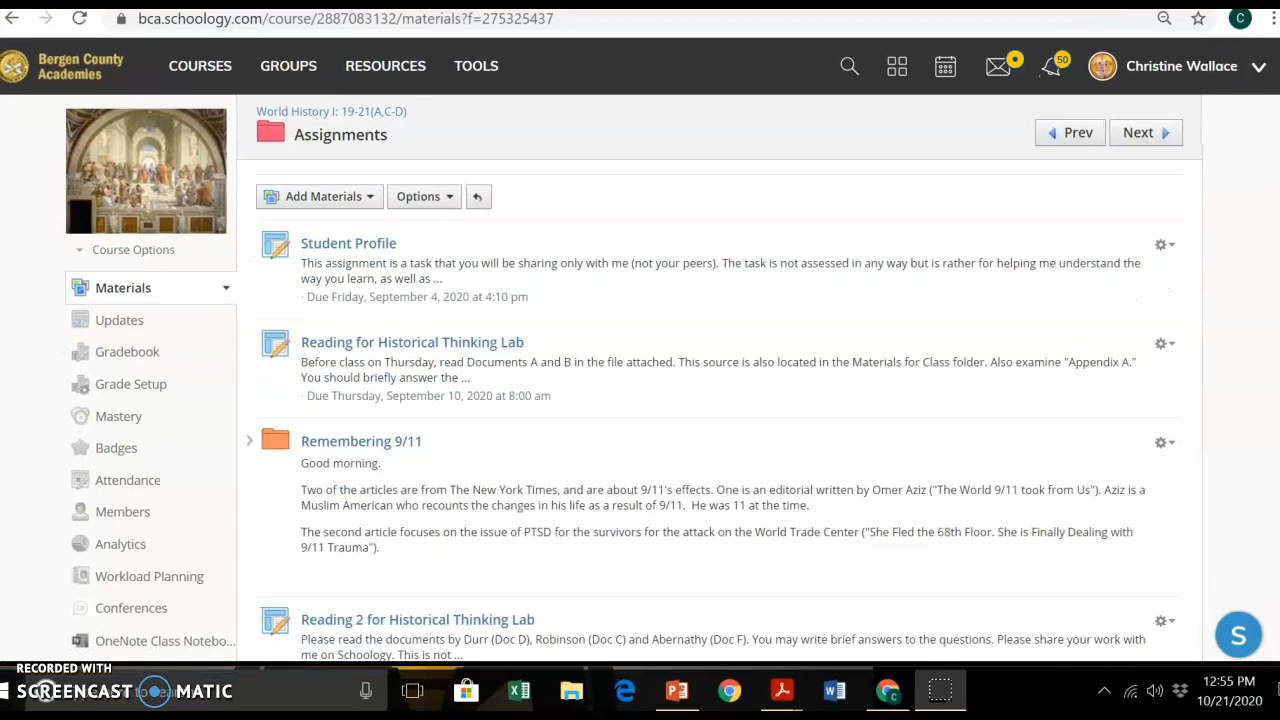 bca.schoology.com/course/2887083132/materials?f=275325437
C
Bergen County
Academies
COURSES
GROUPS
RESOURCES
TOOLS
50
Christine Wallace
World History I: 19-21(A,C-D)
Assignments
Prev
Next
Add Materials
Options
Course Options
Materials
Updates
Gradebook
Grade Setup
Mastery
Badges
Attendance
Members
Analytics
Workload Planning
Conferences
OneNote Class Notebo...
Student Profile
This assignment is a task that you will be sharing only with me (not your peers). The task is not assessed in any way but is rather for helping me understand the
way you learn, as well as ...
· Due Friday, September 4, 2020 at 4:10 pm
Reading for Historical Thinking Lab
Before class on Thursday, read Documents A and B in the file attached. This source is also located in the Materials for Class folder. Also examine "Appendix A."
You should briefly answer the ...
· Due Thursday, September 10, 2020 at 8:00 am
Remembering 9/11
Good morning.
Two of the articles are from The New York Times, and are about 9/11's effects. One is an editorial written by Omer Aziz ("The World 9/11 took from Us"). Aziz is a
Muslim American who recounts the changes in his life as a result of 9/11. He was 11 at the time.
The second article focuses on the issue of PTSD for the survivors for the attack on the World Trade Center ("She Fled the 68th Floor. She is Finally Dealing with
9/11 Trauma").
Reading 2 for Historical Thinking Lab
Please read the documents by Durr (Doc D), Robinson (Doc C) and Abernathy (Doc F). You may write brief answers to the questions. Please share your work with
me on Schoology. This is not ...
S
RECORDED WITH
SCREENCAST MATIC
12:55 PM
10/21/2020